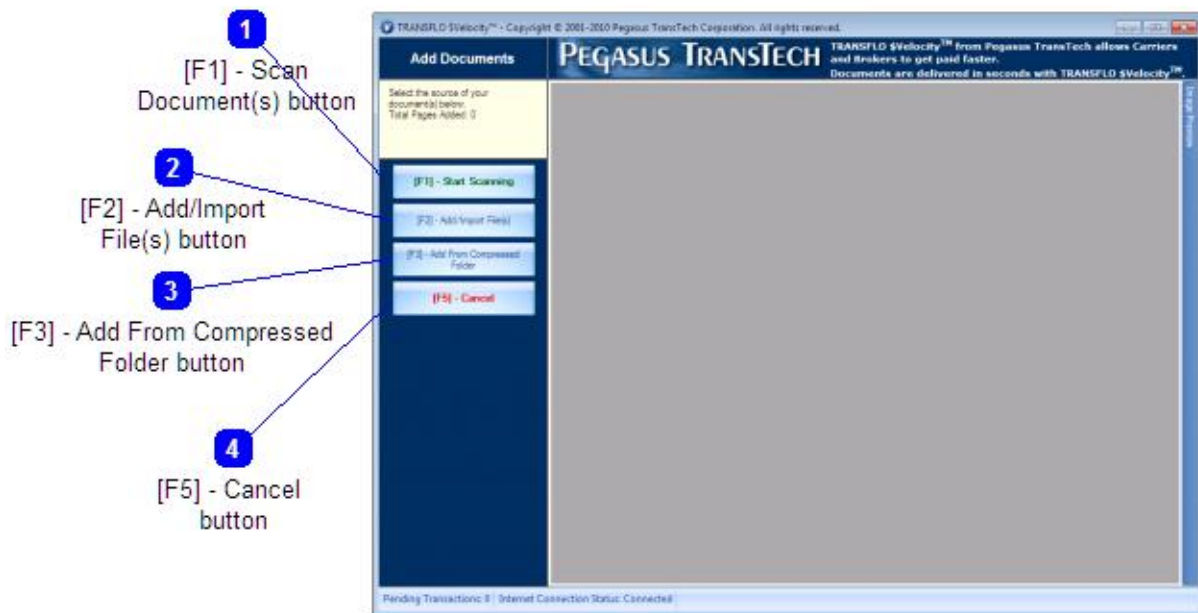 1
[F1] - Scan
Document(s) button
2
[F2] - Add/Import
File(s) button
3
[F3] - Add From Compressed
Folder button
4
[F5] - Cancel
button
TRANSFLO $Velocity™ - Copyright © 2001-2010 Pegasus TransTech Corporation. All rights reserved.
Add Documents
PEGASUS TRANSTECH
TRANSFLO $Velocity™ from Pegasus TransTech allows Carriers
and Brokers to get paid faster.
Documents are delivered in seconds with TRANSFLO $Velocity™.
Select the source of your
document(s) below.
Total Pages Added: 0
[F1] - Start Scanning
[F2] - Add/Import File(s)
[F3] - Add From Compressed
Folder
[F5] - Cancel
Image Preview
Pending Transactions: 0 Internet Connection Status: Connected